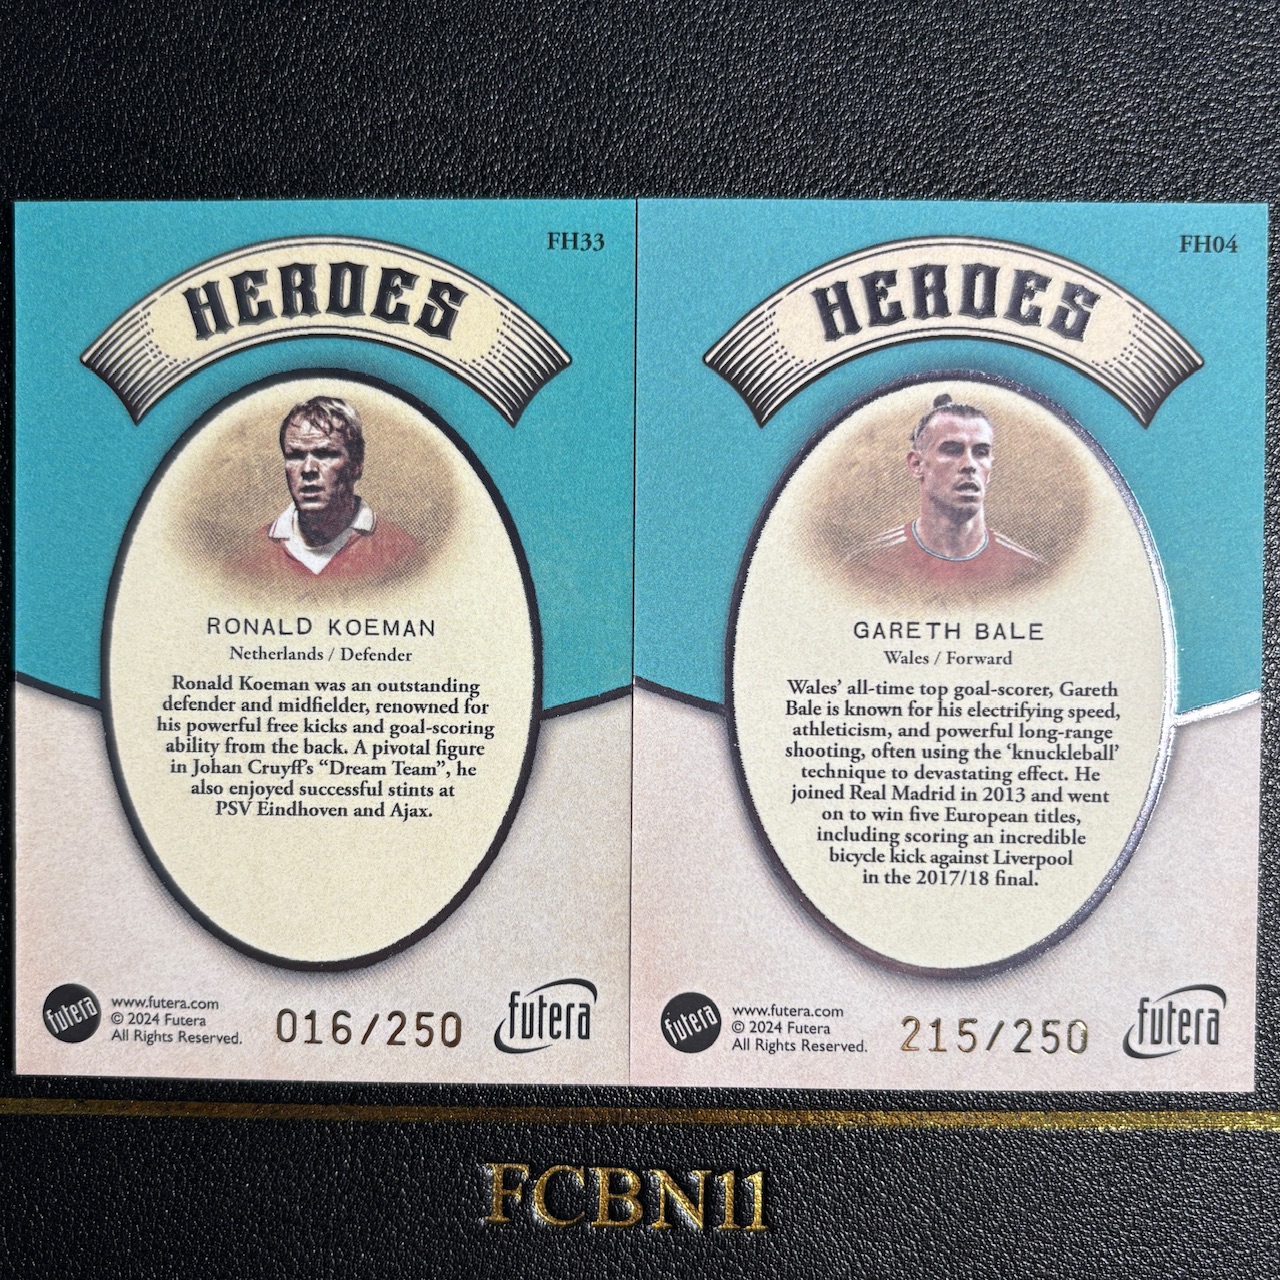 FH33
HEROES
RONALD KOEMAN
Netherlands / Defender
Ronald Koeman was an outstanding
defender and midfielder, renowned for
his powerful free kicks and goal-scoring
ability from the back. A pivotal figure
in Johan Cruyff's “Dream Team”, he
also enjoyed successful stints at
PSV Eindhoven and Ajax.
futera
www.futera.com
© 2024 Futera
All Rights Reserved.
016/250
futera
FH04
HEROES
GARETH BALE
Wales / Forward
Wales’ all-time top goal-scorer, Gareth
Bale is known for his electrifying speed,
athleticism, and powerful long-range
shooting, often using the ‘knuckleball’
technique to devastating effect. He
joined Real Madrid in 2013 and went
on to win five European titles,
including scoring an incredible
bicycle kick against Liverpool
in the 2017/18 final.
futera
www.futera.com
© 2024 Futera
All Rights Reserved.
215/250
futera
FCBN11